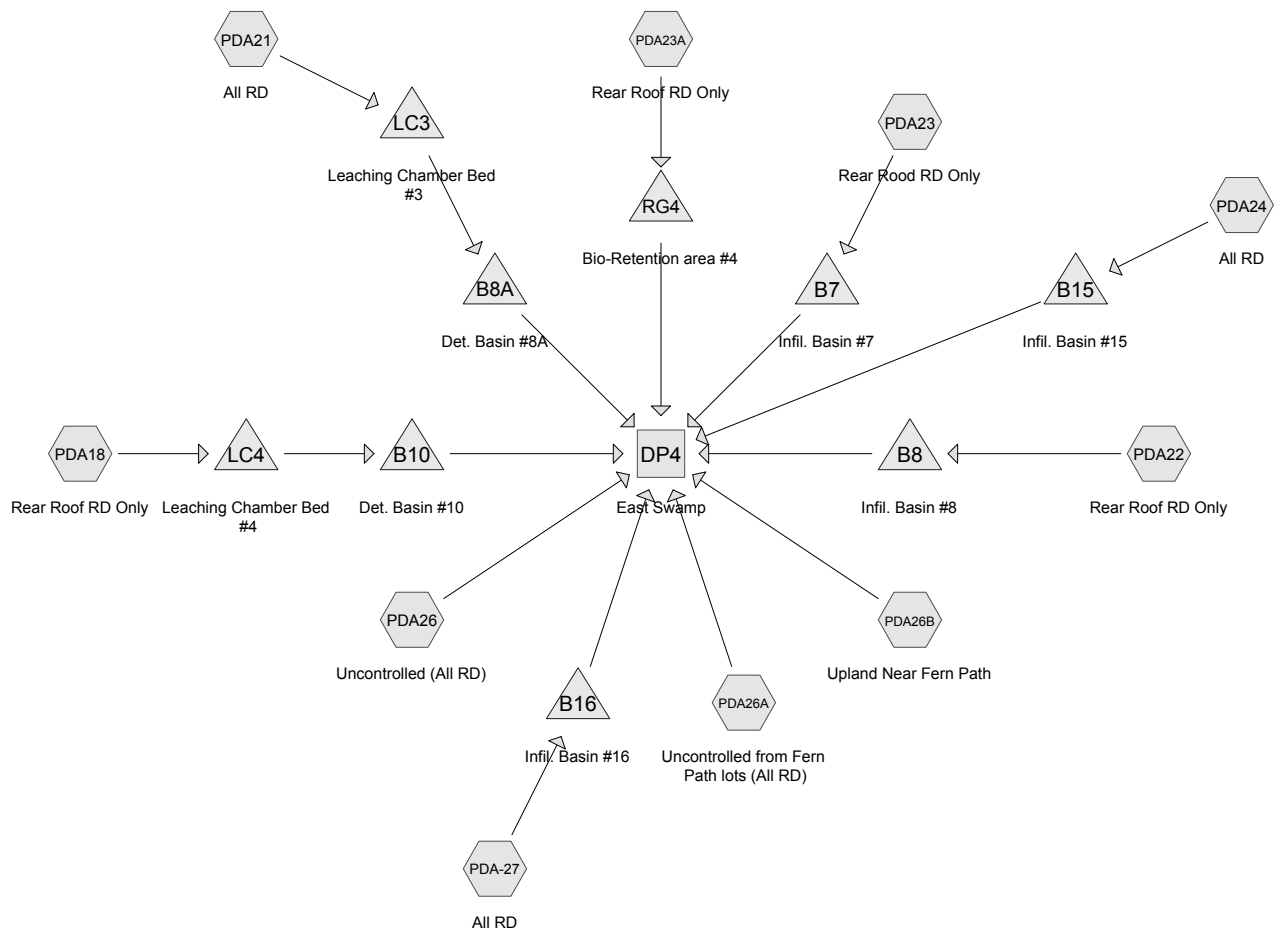 PDA21
All RD
PDA23A
Rear Roof RD Only
LC3
Leaching Chamber Bed
#3
PDA23
Rear Rood RD Only
RG4
Bio-Retention area #4
PDA24
All RD
B8A
Det. Basin #8A
B7
Infil. Basin #7
B15
Infil. Basin #15
PDA18
Rear Roof RD Only
LC4
Leaching Chamber Bed
#4
B10
Det. Basin #10
DP4
East Swamp
B8
Infil. Basin #8
PDA22
Rear Roof RD Only
PDA26
Uncontrolled (All RD)
PDA26B
Upland Near Fern Path
B16
Infil. Basin #16
PDA26A
Uncontrolled from Fern
Path lots (All RD)
PDA-27
All RD